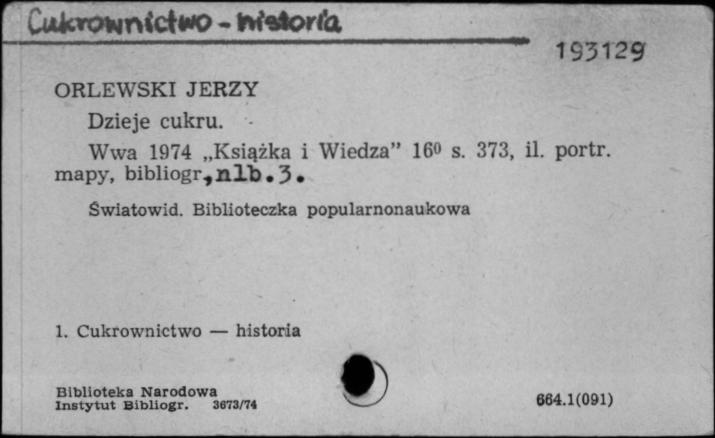 Cukrownictwo - historia
193129
ORLEWSKI JERZY
Dzieje cukru.
Wwa 1974 „Książka i Wiedza” 16⁰ s. 373, il. portr.
mapy, bibliogr., nlb. 3.
Światowid. Biblioteczka popularnonaukowa
1. Cukrownictwo — historia
Biblioteka Narodowa
Instytut Bibliogr. 3673/74
664.1(091)